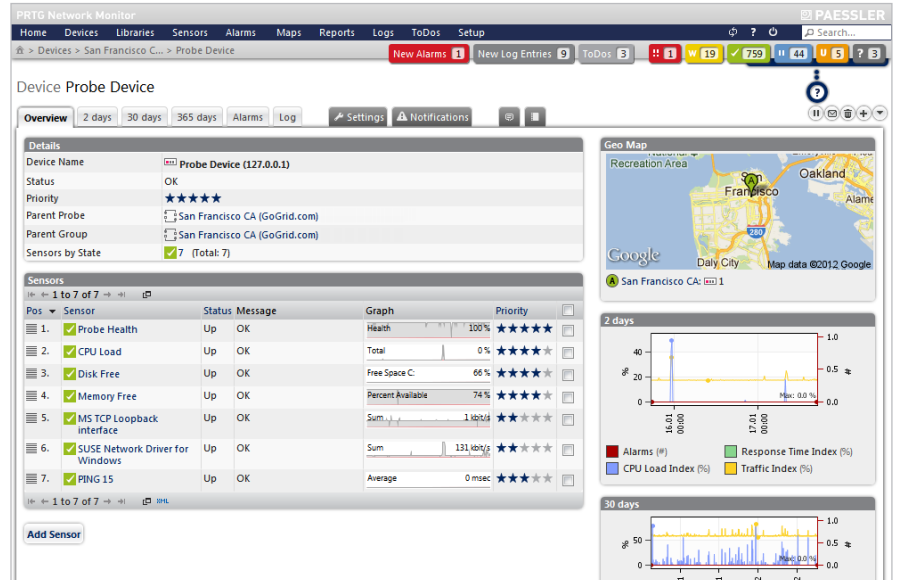 PRTG Network Monitor
PAESSLER
Home Devices Libraries Sensors Alarms Maps Reports Logs ToDos Setup
? Search...
> Devices > San Francisco C... > Probe Device
New Alarms 1 New Log Entries 9 ToDos 3 !! 1 W 19 759 II 44 U 5 ? 3
?
Device Probe Device
Overview 2 days 30 days 365 days Alarms Log Settings Notifications
Details
Device Name Probe Device (127.0.0.1)
Status OK
Priority ★★★★★
Parent Probe San Francisco CA (GoGrid.com)
Parent Group San Francisco CA (GoGrid.com)
Sensors by State 7 (Total: 7)
Sensors
1 to 7 of 7
Pos Sensor Status Message Graph Priority
1. Probe Health Up OK Health 100% ★★★★★
2. CPU Load Up OK Total 0% ★★★★★
3. Disk Free Up OK Free Space C: 66% ★★★★★
4. Memory Free Up OK Percent Available 74% ★★★★★
5. MS TCP Loopback
interface Up OK Sum 1 kbit/s ★★★★★
6. SUSE Network Driver for
Windows Up OK Sum 131 kbit/s ★★★★★
7. PING 15 Up OK Average 0 msec ★★★★★
1 to 7 of 7 XML
Add Sensor
Geo Map
Recreation Area
San
Francisco
Oakland
Alame
280
Daly City
Google
Map data ©2012 Google
A San Francisco CA: 1
2 days
40
20
0
%
1.0
0.5
0.0
#
Max: 0.0 %
16.01
00:00
17.01
00:00
Alarms (#) Response Time Index (%)
CPU Load Index (%) Traffic Index (%)
30 days
50
0
%
1.0
0.5
0.0
#
Max: 0.0 %